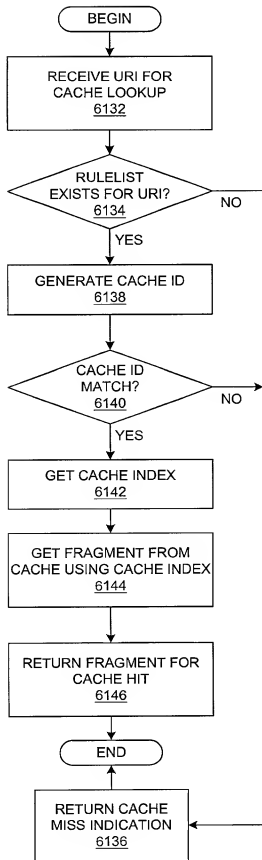 BEGIN
RECEIVE URI FOR
CACHE LOOKUP
6132
RULELIST
EXISTS FOR URI?
6134
NO
YES
GENERATE CACHE ID
6138
CACHE ID
MATCH?
6140
NO
YES
GET CACHE INDEX
6142
GET FRAGMENT FROM
CACHE USING CACHE INDEX
6144
RETURN FRAGMENT FOR
CACHE HIT
6146
END
RETURN CACHE
MISS INDICATION
6136